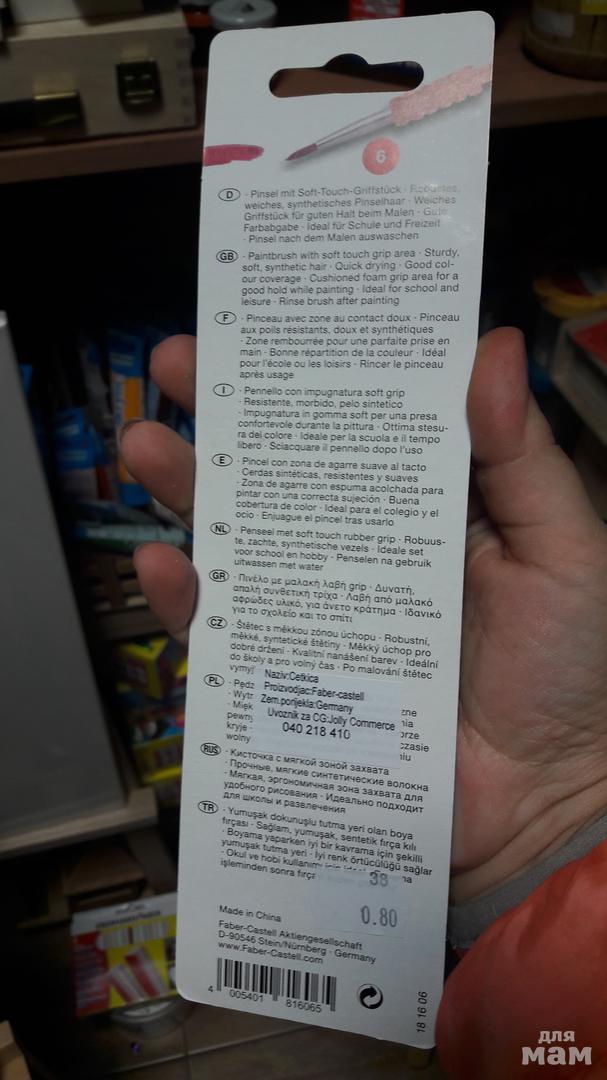 6
D · Pinsel mit Soft-Touch-Griffstück · Robustes,
weiches, synthetisches Pinselhaar · Weiches
Griffstück für guten Halt beim Malen · Gute
Farbabgabe · Ideal für Schule und Freizeit
· Pinsel nach dem Malen auswaschen
GB · Paintbrush with soft touch grip area · Sturdy,
soft, synthetic hair · Quick drying · Good col-
our coverage · Cushioned foam grip area for a
good hold while painting · Ideal for school and
leisure · Rinse brush after painting
F · Pinceau avec zone au contact doux · Pinceau
aux poils résistants, doux et synthétiques
· Zone rembourrée pour une parfaite prise en
main · Bonne répartition de la couleur · Idéal
pour l'école ou les loisirs · Rincer le pinceau
après usage
I · Pennello con impugnatura soft grip
· Resistente, morbido, pelo sintetico
· Impugnatura in gomma soft per una presa
confortevole durante la pittura · Ottima stesu-
ra del colore · Ideale per la scuola e il tempo
libero · Sciacquare il pennello dopo l'uso
E · Pincel con zona de agarre suave al tacto
· Cerdas sintéticas, resistentes y suaves
· Zona de agarre con espuma acolchada para
pintar con una correcta sujeción · Buena
cobertura de color · Ideal para el colegio y el
ocio · Enjuague el pincel tras usarlo
NL · Penseel met soft touch rubber grip · Robuus-
te, zachte, synthetische vezels · Ideale set
voor school en hobby · Penselen na gebruik
uitwassen met water
GR · Πινέλο με μαλακή λαβή grip · Δυνατή,
απαλή συνθετική τρίχα · Λαβή από μαλακό
αφρώδες υλικό, για άνετο κράτημα · Ιδανικό
για το σχολείο και το σπίτι
CZ · Štětec s měkkou zónou úchopu · Robustní,
měkké, syntetické štětiny · Měkký úchop pro
dobré držení · Kvalitní nanášení barev · Ideální
do školy a pro volný čas · Po malování štětec
vymyj
PL · Pędz
· Wytr
· Mięk
pewny
kryje
wolny
Naziv:Cetkica
Proizvodjac:Faber-castell
Zem.porijekla:Germany
Uvoznik za CG:Jolly Commerce
040 218 410
RUS · Кисточка с мягкой зоной захвата
· Прочные, мягкие синтетические волокна
· Мягкая, эргономичная зона захвата для
удобного рисования · Идеально подходит
для школы и развлечения
TR · Yumuşak dokunuşlu tutma yeri olan boya
fırçası · Sağlam, yumuşak, sentetik fırça kılı
· Boyama yaparken iyi bir kavrama için şekilli
yumuşak tutma yeri · İyi renk örtücülüğü sağlar
· Okul ve hobi kullanımı için
işleminden sonra fırç
38
0.80
Made in China
Faber-Castell Aktiengesellschaft
D-90546 Stein/Nürnberg · Germany
www.Faber-Castell.com
4 005401 816065
18 16 06
для
мам